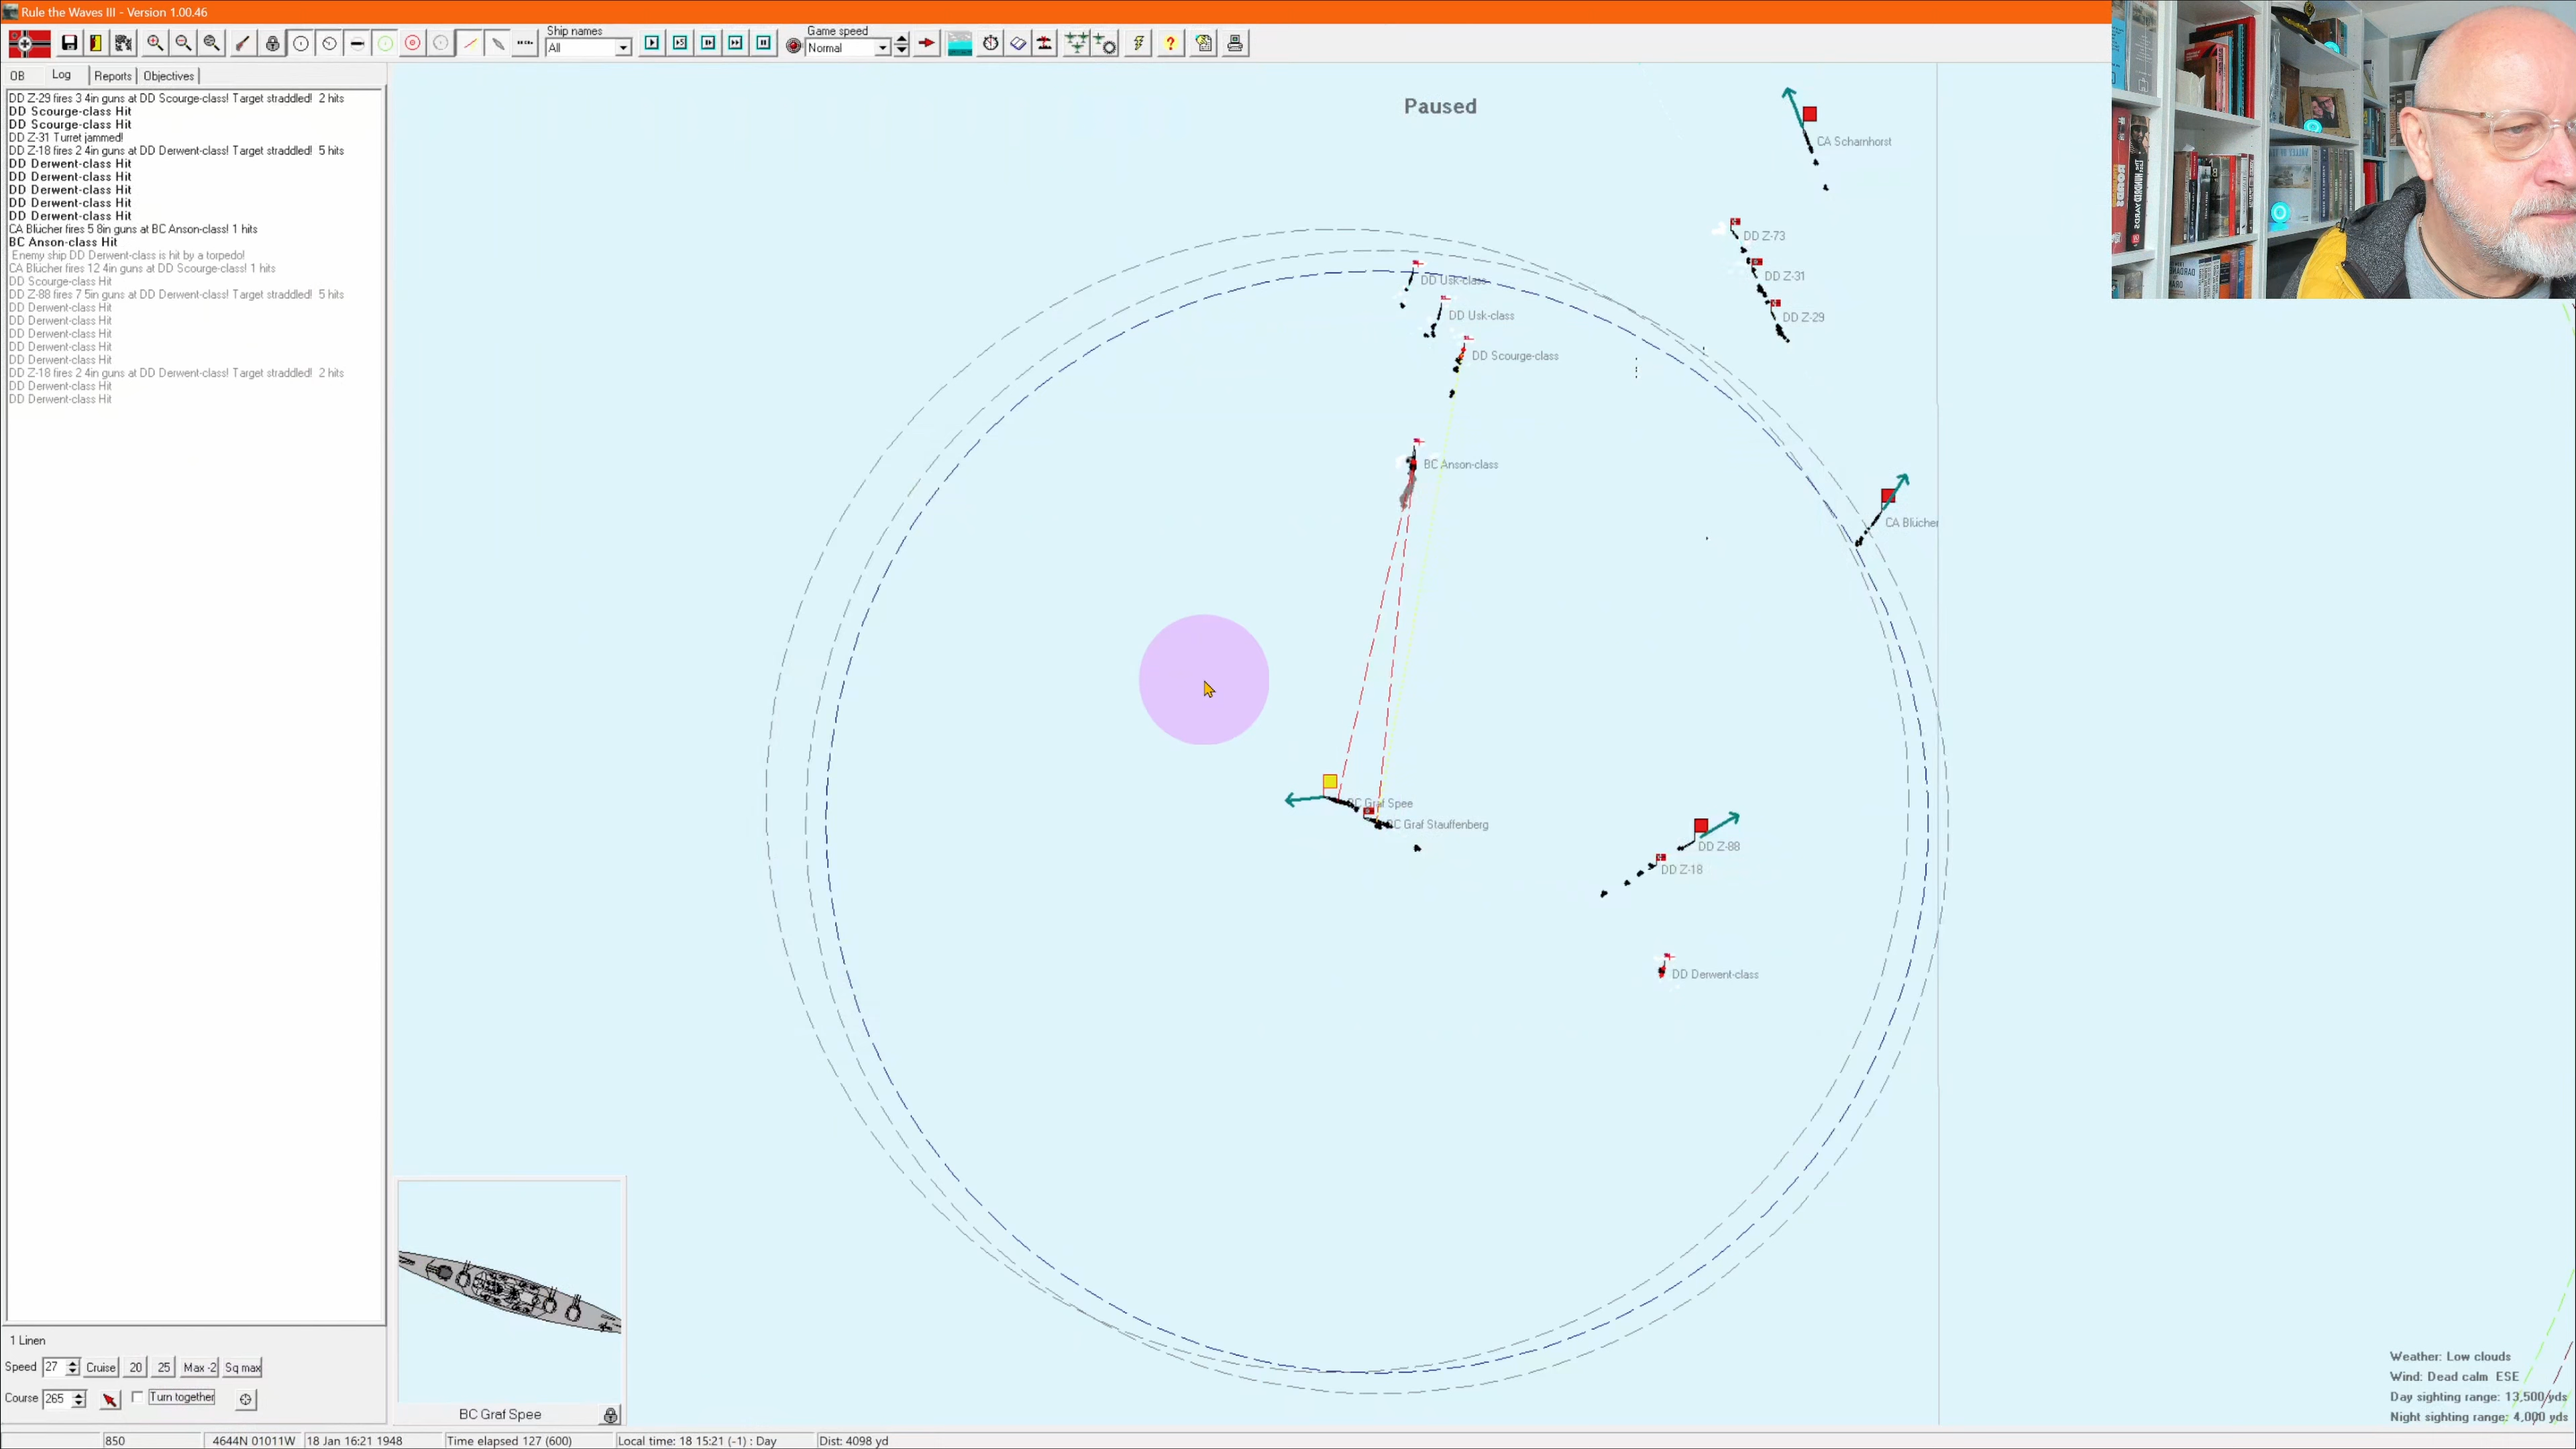 Rule the Waves III - Version 1.00.46
Ship names
All
Game speed
Normal
OB Log Reports Objectives
DD Z-29 fires 3 4in guns at DD Scourge-class! Target straddled! 2 hits
DD Scourge-class Hit
DD Scourge-class Hit
DD Z-31 Turret jammed!
DD Z-18 fires 2 4in guns at DD Derwent-class! Target straddled! 5 hits
DD Derwent-class Hit
DD Derwent-class Hit
DD Derwent-class Hit
DD Derwent-class Hit
DD Derwent-class Hit
CA Blücher fires 5 8in guns at BC Anson-class! 1 hits
BC Anson-class Hit
Enemy ship DD Derwent-class is hit by a torpedo!
CA Blücher fires 12 4in guns at DD Scourge-class! 1 hits
DD Scourge-class Hit
DD Z-88 fires 7 5in guns at DD Derwent-class! Target straddled! 5 hits
DD Derwent-class Hit
DD Derwent-class Hit
DD Derwent-class Hit
DD Derwent-class Hit
DD Derwent-class Hit
DD Z-18 fires 2 4in guns at DD Derwent-class! Target straddled! 2 hits
DD Derwent-class Hit
DD Derwent-class Hit
Paused
CA Scharnhorst
DD Z-73
DD Z-31
DD Z-29
DD Usk-class
DD Usk-class
DD Scourge-class
BC Anson-class
CA Blücher
BC Graf Spee
BC Graf Stauffenberg
DD Z-88
DD Z-18
DD Derwent-class
1 Linen
Speed 27 Cruise 20 25 Max -2 Sq max
Course 265 Turn together
BC Graf Spee
Weather: Low clouds
Wind: Dead calm ESE
Day sighting range: 13,500 yds
Night sighting range: 4,000 yds
850 4644N 01011W 18 Jan 16:21 1948 Time elapsed 127 (600) Local time: 18 15:21 (-1) : Day Dist: 4098 yd